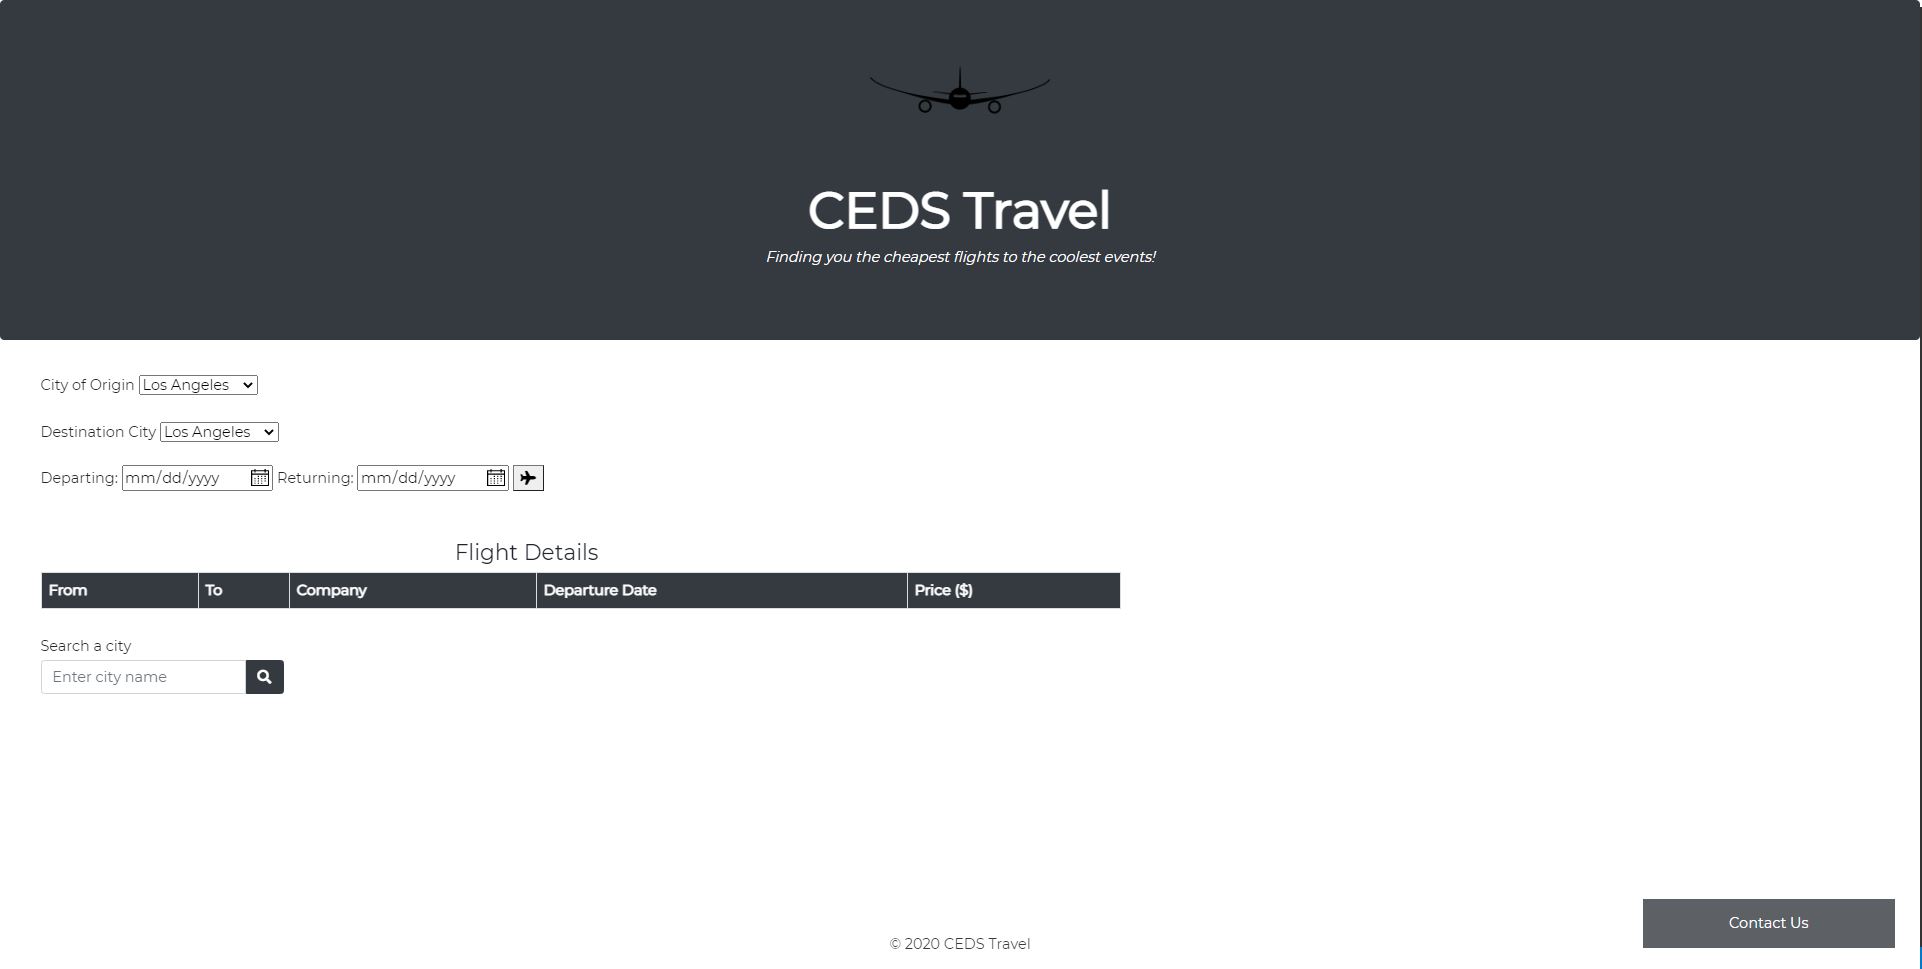 CEDS Travel
Finding you the cheapest flights to the coolest events!
City of Origin Los Angeles
Destination City Los Angeles
Departing: mm/dd/yyyy Returning: mm/dd/yyyy
Flight Details
From To Company Departure Date Price ($)
Search a city
Enter city name
Contact Us
© 2020 CEDS Travel